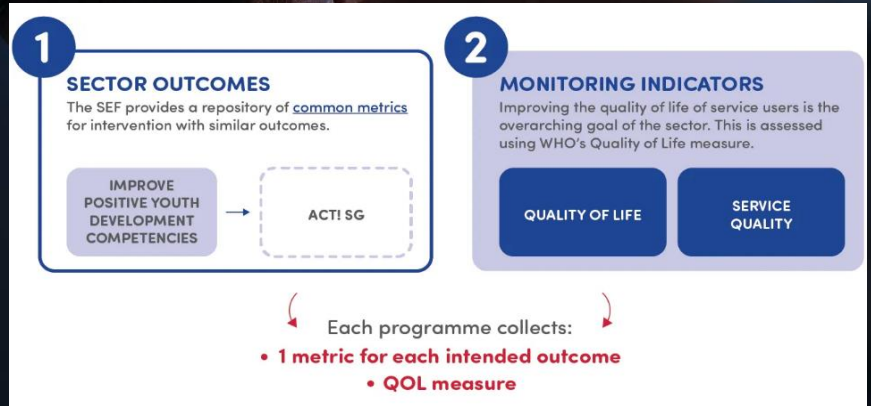 1
SECTOR OUTCOMES
The SEF provides a repository of common metrics
for intervention with similar outcomes.
IMPROVE
POSITIVE YOUTH
DEVELOPMENT
COMPETENCIES
ACT! SG
2
MONITORING INDICATORS
Improving the quality of life of service users is the
overarching goal of the sector. This is assessed
using WHO's Quality of Life measure.
QUALITY OF LIFE
SERVICE
QUALITY
Each programme collects:
• 1 metric for each intended outcome
• QOL measure